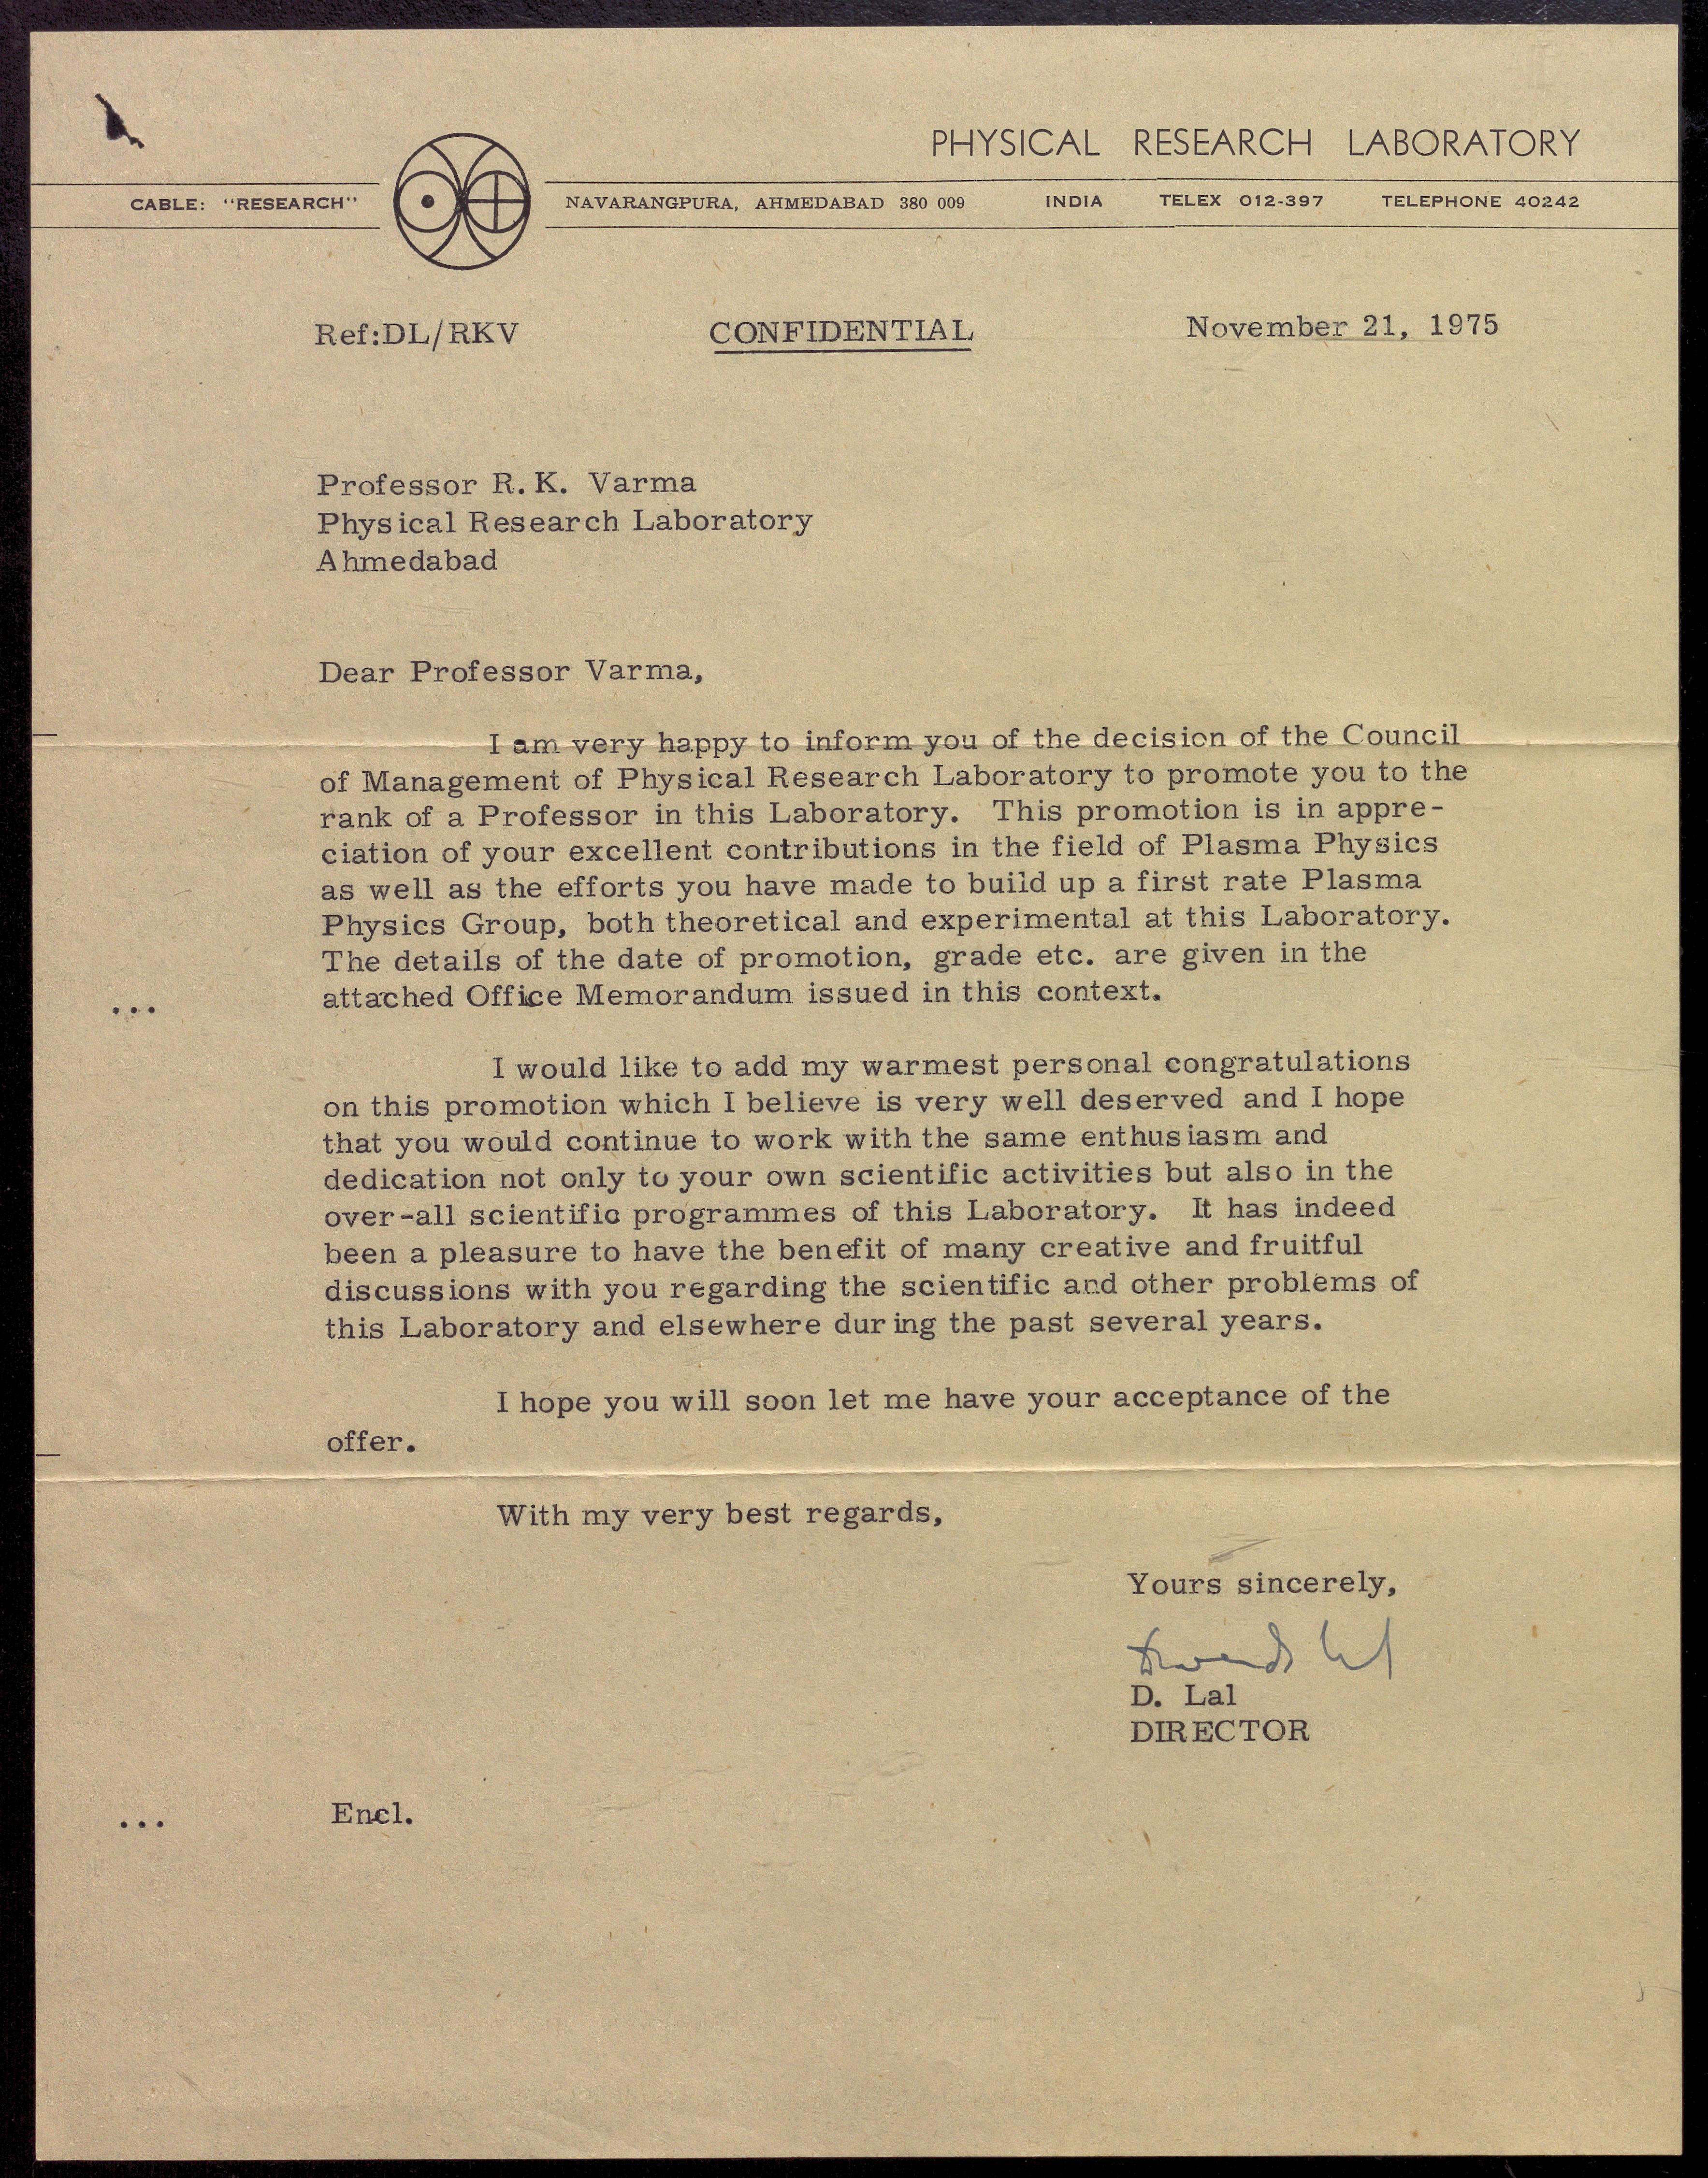 PHYSICAL RESEARCH LABORATORY
CABLE: "RESEARCH" NAVARANGPURA, AHMEDABAD 380 009 INDIA TELEX 012-397 TELEPHONE 40242
Ref:DL/RKV CONFIDENTIAL November 21, 1975
Professor R. K. Varma
Physical Research Laboratory
Ahmedabad
Dear Professor Varma,
I am very happy to inform you of the decision of the Council
of Management of Physical Research Laboratory to promote you to the
rank of a Professor in this Laboratory. This promotion is in appre-
ciation of your excellent contributions in the field of Plasma Physics
as well as the efforts you have made to build up a first rate Plasma
Physics Group, both theoretical and experimental at this Laboratory.
The details of the date of promotion, grade etc. are given in the
... attached Office Memorandum issued in this context.
I would like to add my warmest personal congratulations
on this promotion which I believe is very well deserved and I hope
that you would continue to work with the same enthusiasm and
dedication not only to your own scientific activities but also in the
over-all scientific programmes of this Laboratory. It has indeed
been a pleasure to have the benefit of many creative and fruitful
discussions with you regarding the scientific and other problems of
this Laboratory and elsewhere during the past several years.
I hope you will soon let me have your acceptance of the
offer.
With my very best regards,
Yours sincerely,
D. Lal
DIRECTOR
... Encl.